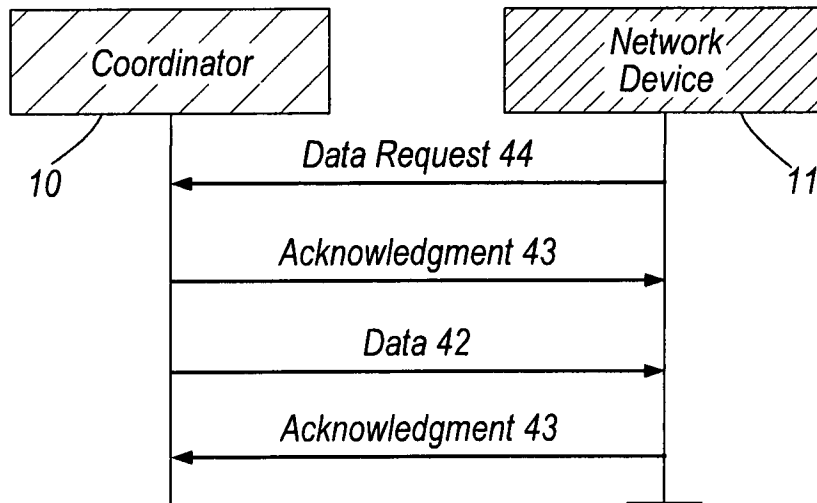 Coordinator
Network
Device
10
11
Data Request 44
Acknowledgment 43
Data 42
Acknowledgment 43